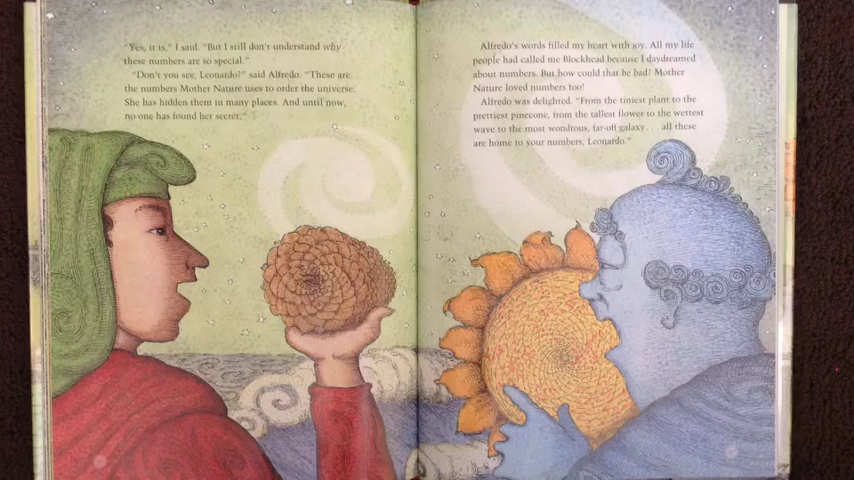 "Yes, it is," I said. "But I still don't understand why
these numbers are so special."
"Don't you see, Leonardo?" said Alfredo. "These are
the numbers Mother Nature uses to order the universe.
She has hidden them in many places. And until now,
no one has found her secret."
Alfredo's words filled my heart with joy. All my life
people had called me Blockhead because I daydreamed
about numbers. But how could that be bad? Mother
Nature loved numbers too!
Alfredo was delighted. "From the tiniest plant to the
prettiest pinecone, from the tallest flower to the wettest
wave to the most wondrous, far-off galaxy . . . all these
are home to your numbers, Leonardo."